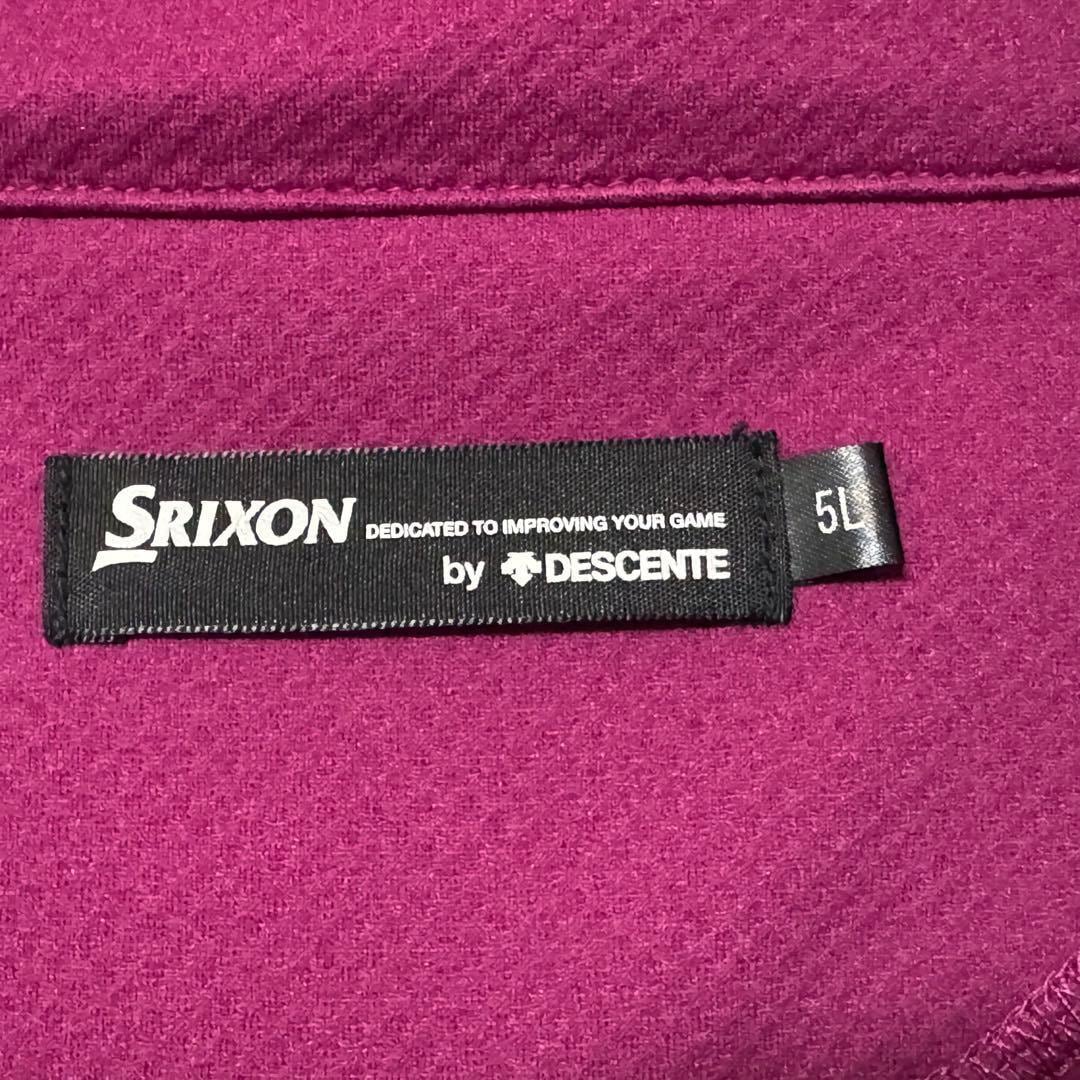 SRIXON DEDICATED TO IMPROVING YOUR GAME
by DESCENTE
5L